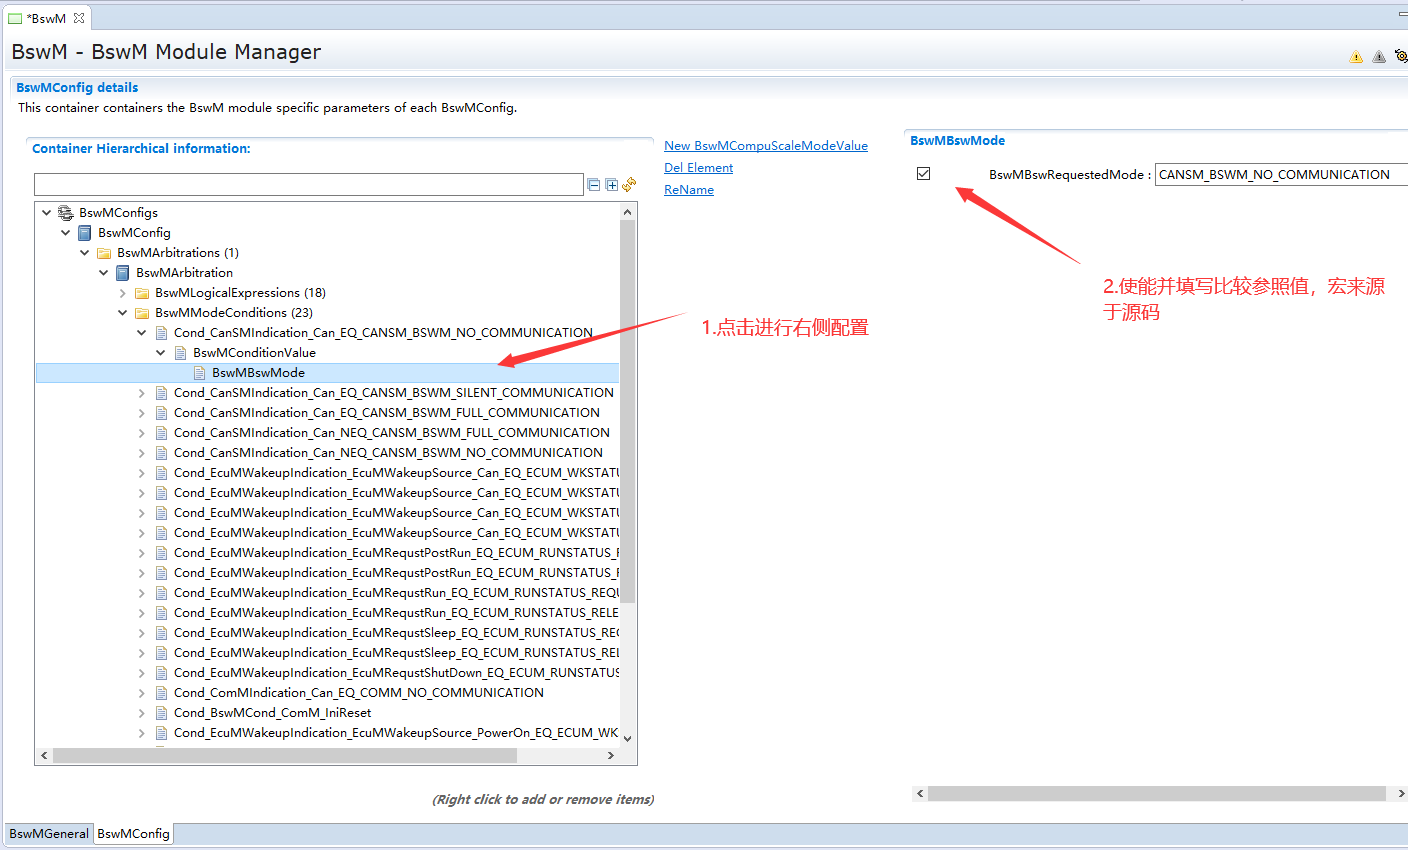 *BswM
BswM - BswM Module Manager
BswMConfig details
This container containers the BswM module specific parameters of each BswMConfig.
Container Hierarchical information:
New BswMCompuScaleModeValue
Del Element
ReName
BswMConfigs
BswMConfig
BswMArbitrations (1)
BswMArbitration
BswMLogicalExpressions (18)
BswMModeConditions (23)
Cond_CanSMIndication_Can_EQ_CANSM_BSWM_NO_COMMUNICATION
BswMConditionValue
BswMBswMode
Cond_CanSMIndication_Can_EQ_CANSM_BSWM_SILENT_COMMUNICATION
Cond_CanSMIndication_Can_EQ_CANSM_BSWM_FULL_COMMUNICATION
Cond_CanSMIndication_Can_NEQ_CANSM_BSWM_FULL_COMMUNICATION
Cond_CanSMIndication_Can_NEQ_CANSM_BSWM_NO_COMMUNICATION
Cond_EcuMWakeupIndication_EcuMWakeupSource_Can_EQ_ECUM_WKSTATU
Cond_EcuMWakeupIndication_EcuMWakeupSource_Can_EQ_ECUM_WKSTATU
Cond_EcuMWakeupIndication_EcuMWakeupSource_Can_EQ_ECUM_WKSTATU
Cond_EcuMWakeupIndication_EcuMWakeupSource_Can_EQ_ECUM_WKSTATU
Cond_EcuMWakeupIndication_EcuMRequstPostRun_EQ_ECUM_RUNSTATUS_R
Cond_EcuMWakeupIndication_EcuMRequstPostRun_EQ_ECUM_RUNSTATUS_R
Cond_EcuMWakeupIndication_EcuMRequstRun_EQ_ECUM_RUNSTATUS_REQU
Cond_EcuMWakeupIndication_EcuMRequstRun_EQ_ECUM_RUNSTATUS_RELE
Cond_EcuMWakeupIndication_EcuMRequstSleep_EQ_ECUM_RUNSTATUS_REQ
Cond_EcuMWakeupIndication_EcuMRequstSleep_EQ_ECUM_RUNSTATUS_REL
Cond_EcuMWakeupIndication_EcuMRequstShutDown_EQ_ECUM_RUNSTATUS
Cond_ComMIndication_Can_EQ_COMM_NO_COMMUNICATION
Cond_BswMCond_ComM_IniReset
Cond_EcuMWakeupIndication_EcuMWakeupSource_PowerOn_EQ_ECUM_WK
1.点击进行右侧配置
BswMBswMode
BswMBswRequestedMode : CANSM_BSWM_NO_COMMUNICATION
2.使能并填写比较参照值，宏来源
于源码
(Right click to add or remove items)
BswMGeneral
BswMConfig